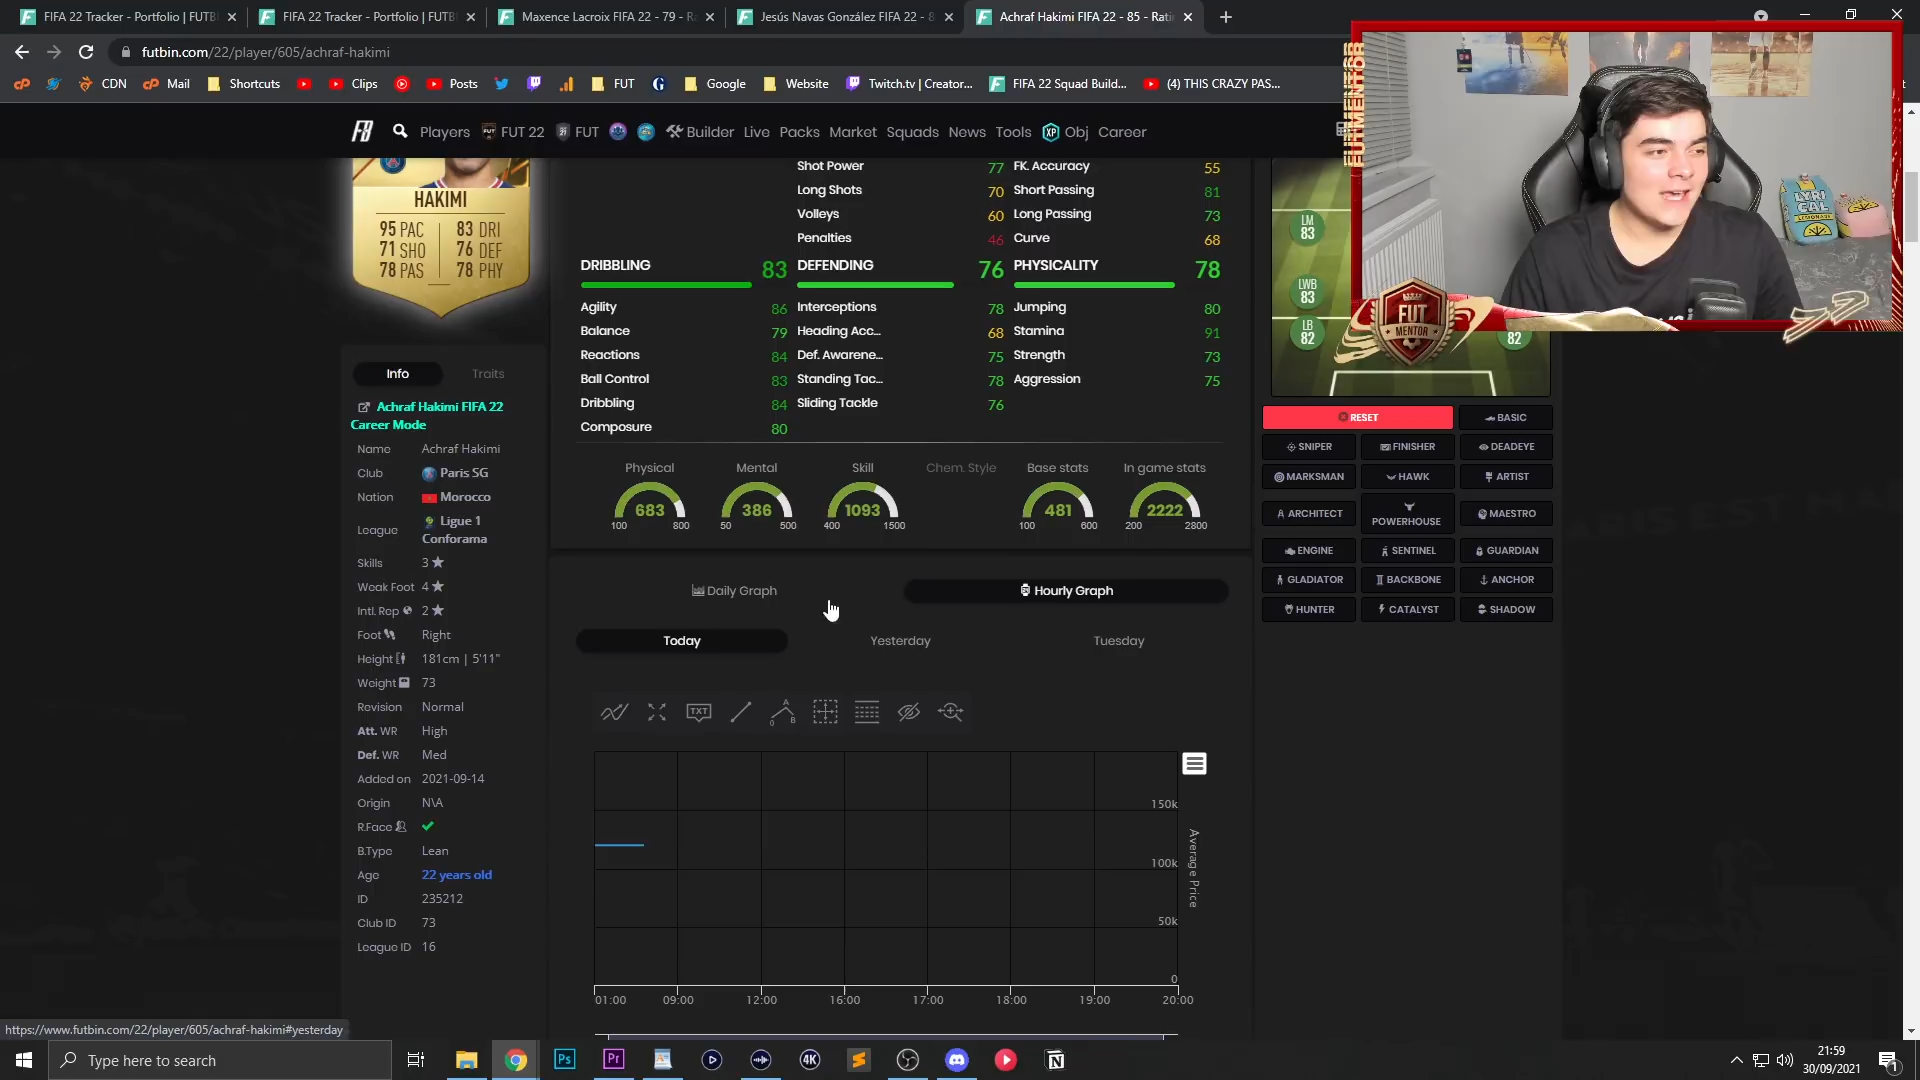 FIFA 22 Tracker - Portfolio | FUTB
FIFA 22 Tracker - Portfolio | FUTB
Maxence Lacroix FIFA 22 - 79 - Ra
Jesús Navas González FIFA 22 - 8
Achraf Hakimi FIFA 22 - 85 - Ratin
futbin.com/22/player/605/achraf-hakimi
CDN
Mail
Shortcuts
Clips
Posts
FUT
Google
Website
Twitch.tv | Creator...
FIFA 22 Squad Build...
(4) THIS CRAZY PAS...
Players
FUT 22
FUT
Builder
Live
Packs
Market
Squads
News
Tools
XP Obj
Career
HAKIMI
95 PAC 83 DRI
71 SHO 76 DEF
78 PAS 78 PHY
Shot Power 77
Long Shots 70
Volleys 60
Penalties 46
FK. Accuracy 55
Short Passing 81
Long Passing 73
Curve 68
DRIBBLING 83
Agility 86
Balance 79
Reactions 84
Ball Control 83
Dribbling 84
Composure 80
DEFENDING 76
Interceptions 78
Heading Acc... 68
Def. Awarene... 75
Standing Tac... 78
Sliding Tackle 76
PHYSICALITY 78
Jumping 80
Stamina 91
Strength 73
Aggression 75
LM
83
LWB
83
LB
82
82
FUTMENTOR
FUT
MENTOR
LYRI
CAL
LEMONADE
22
Info
Traits
Achraf Hakimi FIFA 22
Career Mode
Name Achraf Hakimi
Club Paris SG
Nation Morocco
League Ligue 1
Conforama
Skills 3
Weak Foot 4
Intl. Rep 2
Foot Right
Height 181cm | 5'11"
Weight 73
Revision Normal
Att. WR High
Def. WR Med
Added on 2021-09-14
Origin N\A
R.Face
B.Type Lean
Age 22 years old
ID 235212
Club ID 73
League ID 16
Physical
683
100 800
Mental
386
50 500
Skill
1093
400 1500
Chem. Style
Base stats
481
100 600
In game stats
2222
200 2800
RESET
BASIC
SNIPER
FINISHER
DEADEYE
MARKSMAN
HAWK
ARTIST
ARCHITECT
POWERHOUSE
MAESTRO
ENGINE
SENTINEL
GUARDIAN
GLADIATOR
BACKBONE
ANCHOR
HUNTER
CATALYST
SHADOW
Daily Graph
Hourly Graph
Today
Yesterday
Tuesday
TXT
150k
100k
50k
0
Average Price
01:00 09:00 12:00 16:00 17:00 18:00 19:00 20:00
https://www.futbin.com/22/player/605/achraf-hakimi#yesterday
Type here to search
Ps
Pr
4K
21:59
30/09/2021
1